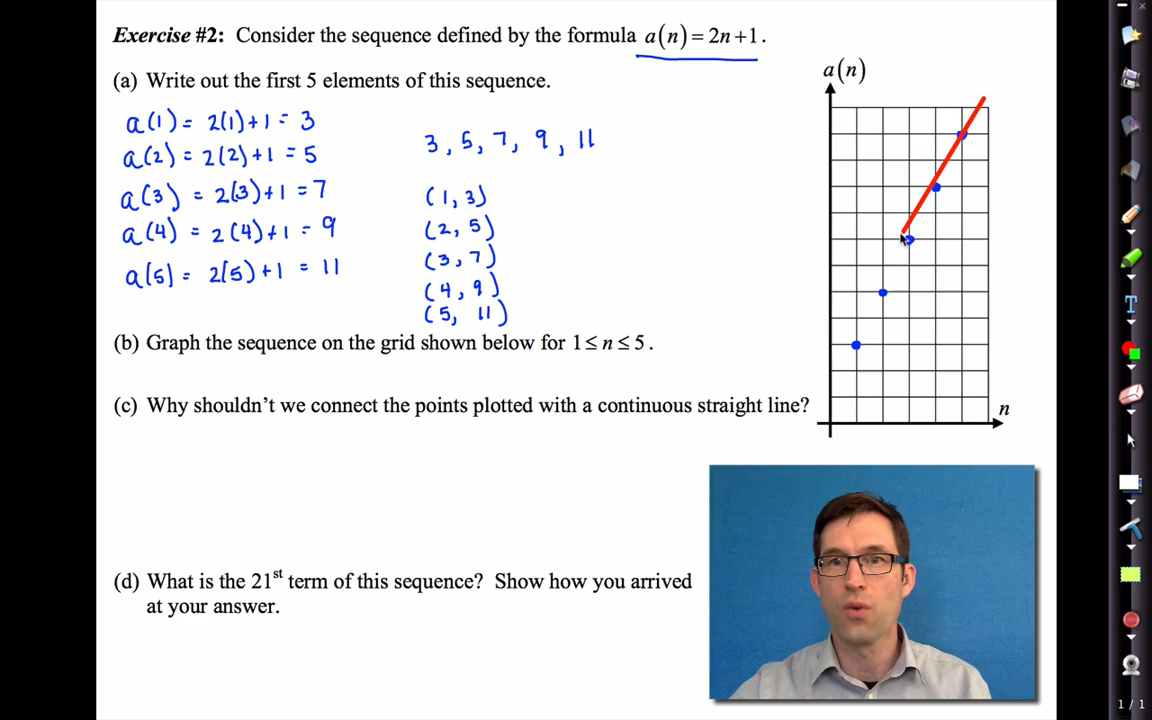 Exercise #2: Consider the sequence defined by the formula a(n) = 2n+1.
(a) Write out the first 5 elements of this sequence.
a(1) = 2(1)+1 = 3
a(2) = 2(2)+1 = 5
a(3) = 2(3)+1 = 7
a(4) = 2(4)+1 = 9
a(5) = 2(5)+1 = 11
3, 5, 7, 9, 11
(1, 3)
(2, 5)
(3, 7)
(4, 9)
(5, 11)
a(n)
n
(b) Graph the sequence on the grid shown below for 1 ≤ n ≤ 5.
(c) Why shouldn't we connect the points plotted with a continuous straight line?
(d) What is the 21st term of this sequence? Show how you arrived
at your answer.
T
1 / 1